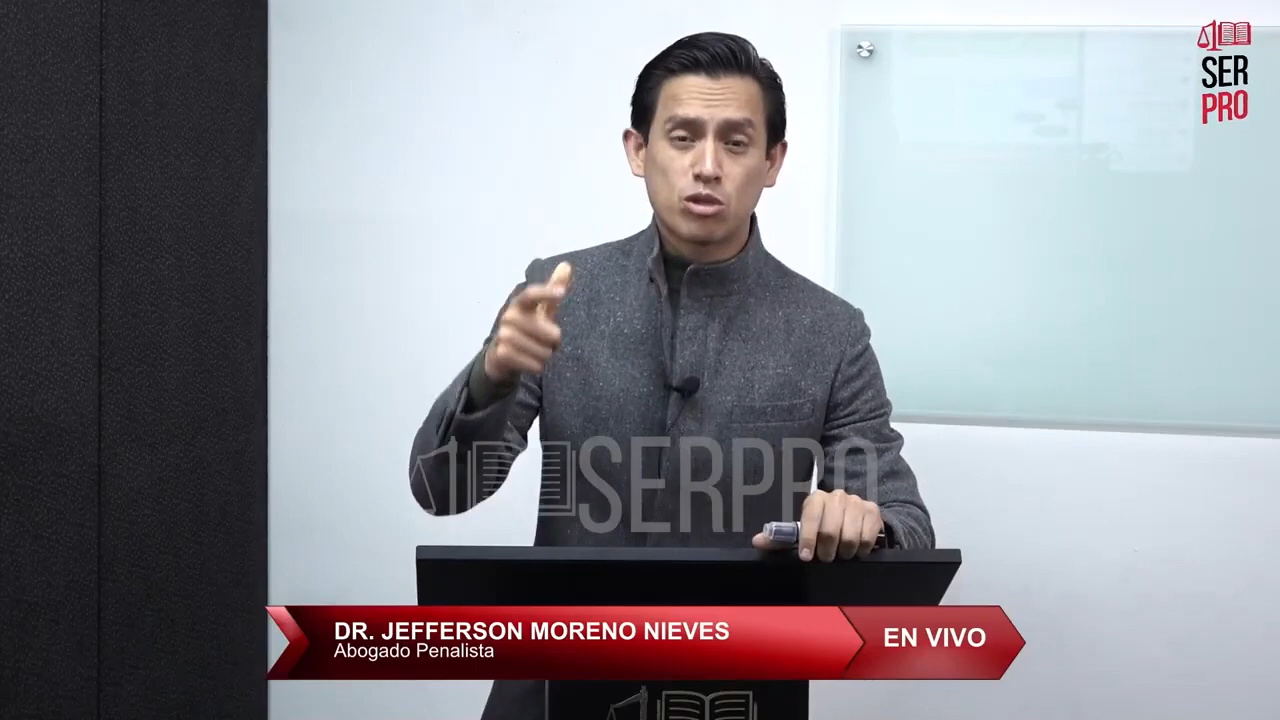 SER
PRO
SERPRO
DR. JEFFERSON MORENO NIEVES
Abogado Penalista
EN VIVO